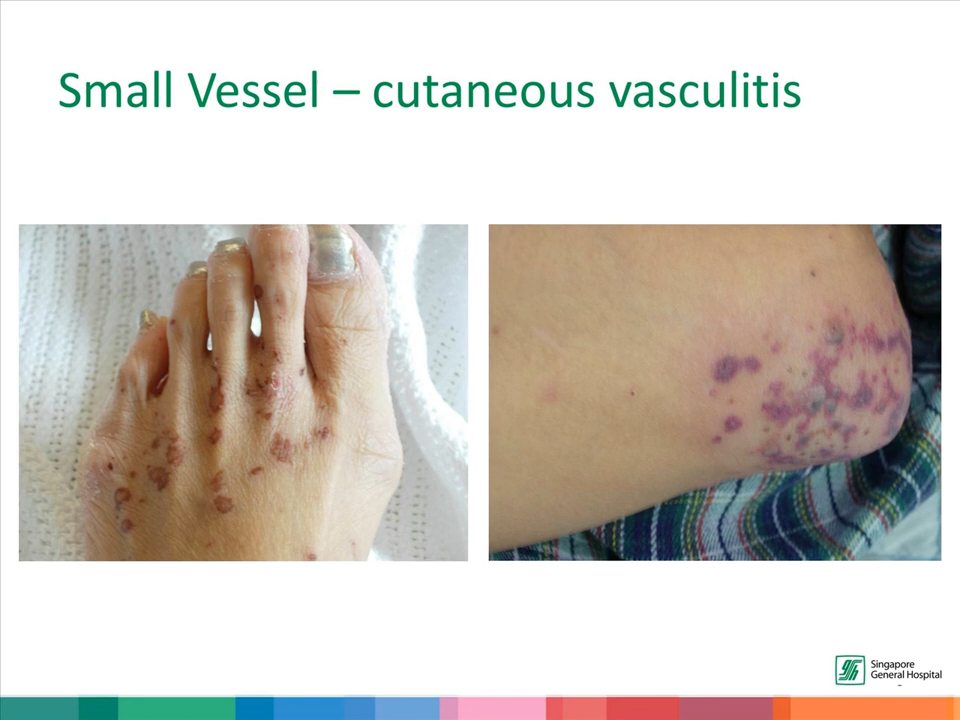 Small Vessel – cutaneous vasculitis
Singapore
General Hospital